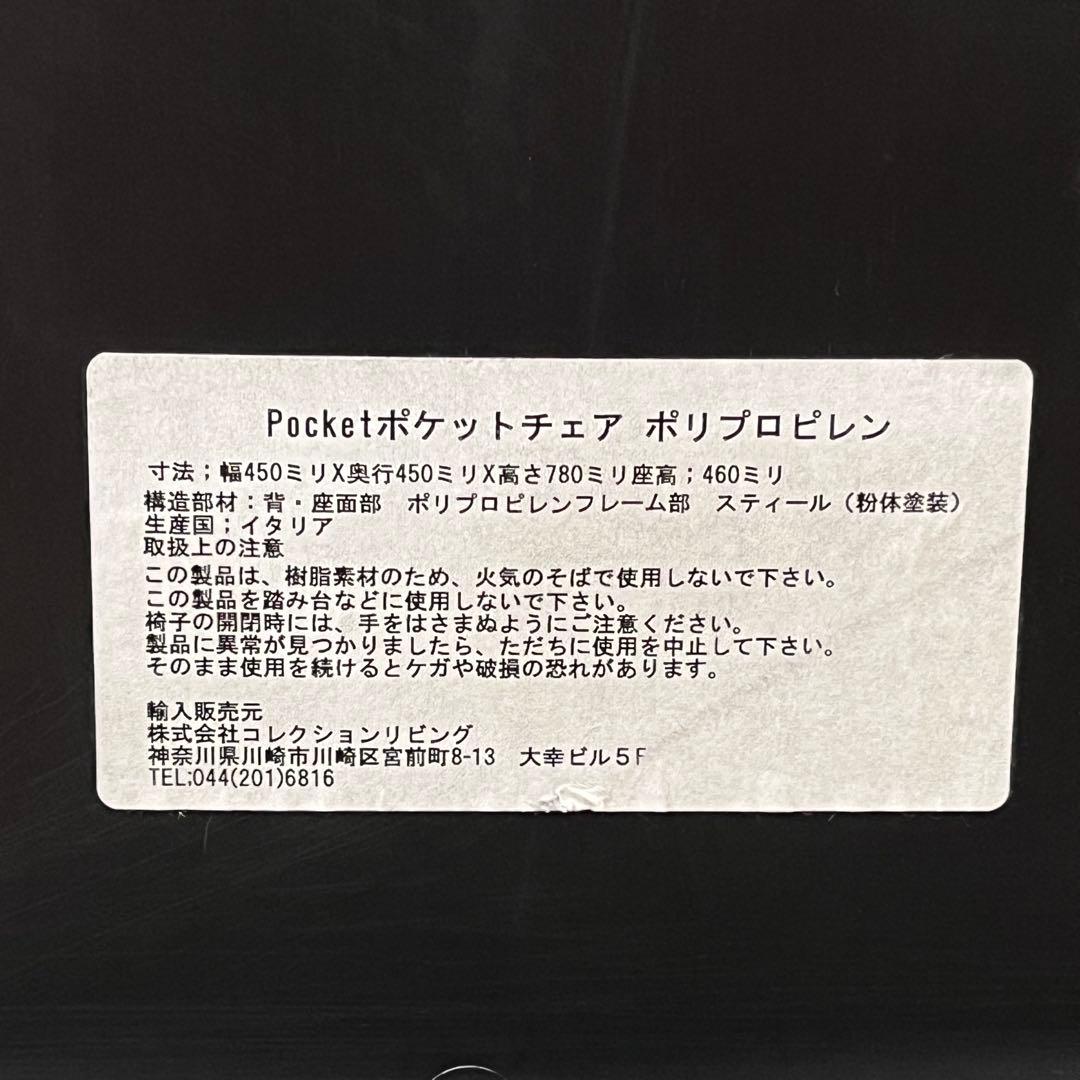 Pocketポケットチェア ポリプロピレン
寸法;幅450ミリX奥行450ミリX高さ780ミリ座高;460ミリ
構造部材:背・座面部　ポリプロピレンフレーム部　スティール(粉体塗装)
生産国;イタリア
取扱上の注意
この製品は、樹脂素材のため、火気のそばで使用しないで下さい。
この製品を踏み台などに使用しないで下さい。
椅子の開閉時には、手をはさまぬようにご注意ください。
製品に異常が見つかりましたら、ただちに使用を中止して下さい。
そのまま使用を続けるとケガや破損の恐れがあります。
輸入販売元
株式会社コレクションリビング
神奈川県川崎市川崎区宮前町8-13　大幸ビル5F
TEL;044(201)6816